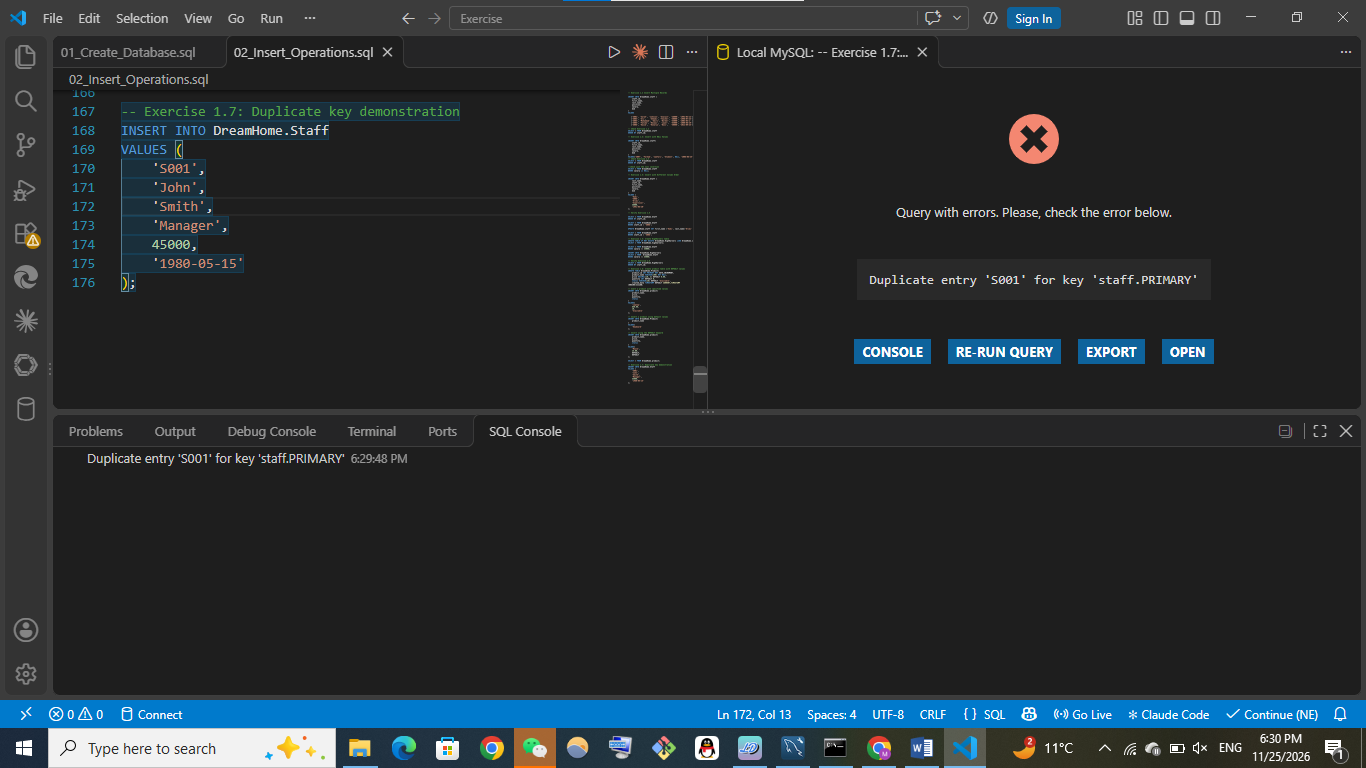 File Edit Selection View Go Run ··· Exercise Sign In
01_Create_Database.sql 02_Insert_Operations.sql
Local MySQL: -- Exercise 1.7:...
02_Insert_Operations.sql
166
167 -- Exercise 1.7: Duplicate key demonstration
168 INSERT INTO DreamHome.Staff
169 VALUES (
170 'S001',
171 'John',
172 'Smith',
173 'Manager',
174 45000,
175 '1980-05-15'
176 );
Query with errors. Please, check the error below.
Duplicate entry 'S001' for key 'staff.PRIMARY'
CONSOLE RE-RUN QUERY EXPORT OPEN
Problems Output Debug Console Terminal Ports SQL Console
Duplicate entry 'S001' for key 'staff.PRIMARY' 6:29:48 PM
0 0 Connect Ln 172, Col 13 Spaces: 4 UTF-8 CRLF { } SQL Go Live Claude Code Continue (NE)
Type here to search 2 11°C ENG 6:30 PM
11/25/2026 1